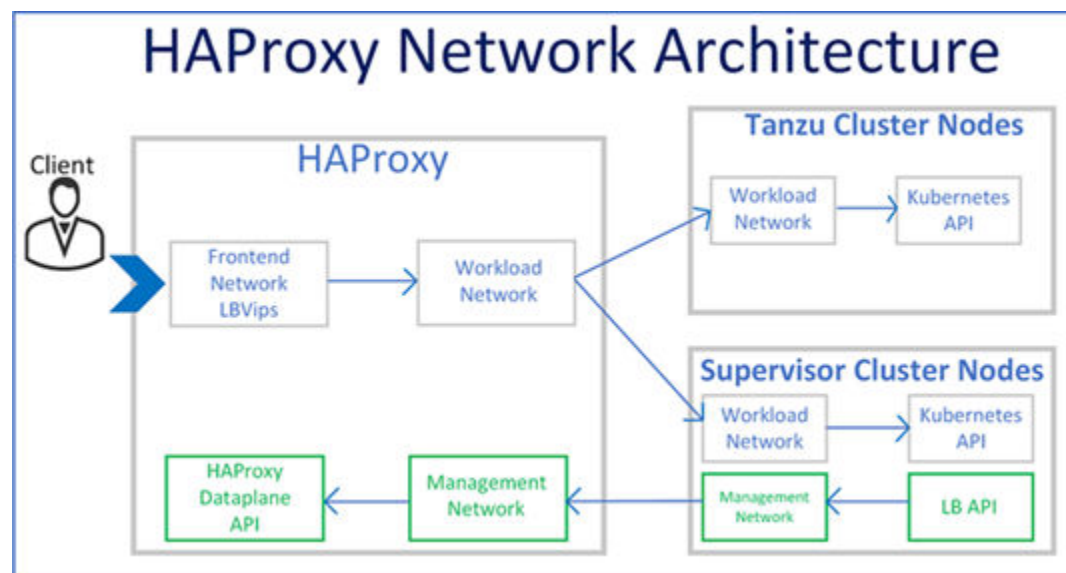 HAProxy Network Architecture
Client
HAProxy
Frontend
Network
LBVips
Workload
Network
HAProxy
Dataplane
API
Management
Network
Tanzu Cluster Nodes
Workload
Network
Kubernetes
API
Supervisor Cluster Nodes
Workload
Network
Kubernetes
API
Management
Network
LB API